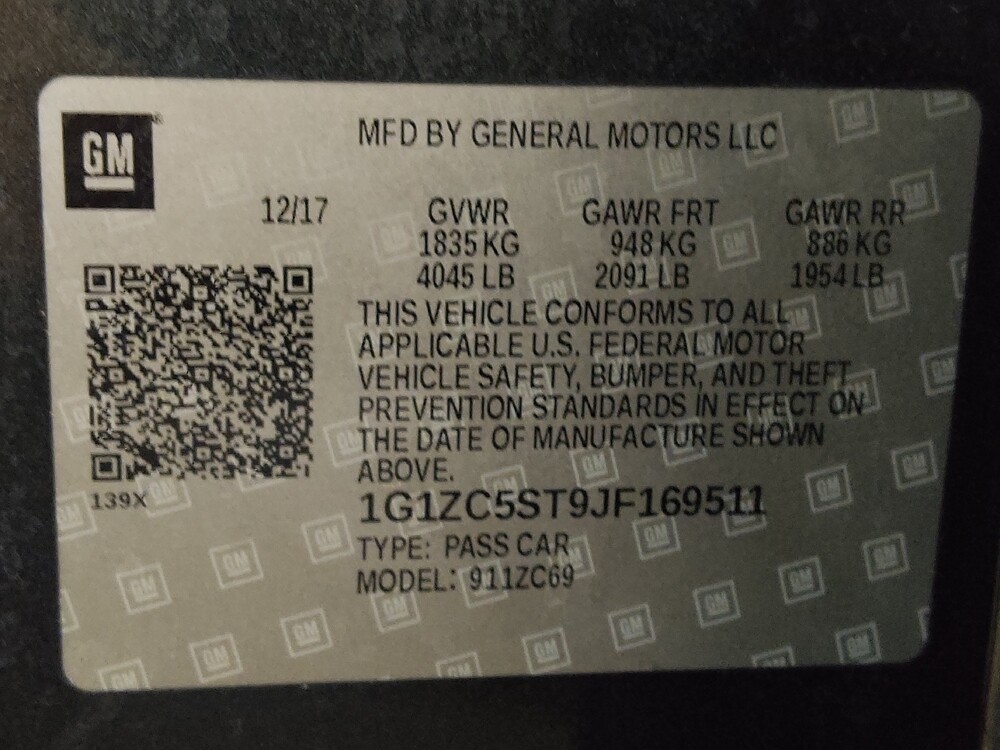 GM
MFD BY GENERAL MOTORS LLC
12/17 GVWR GAWR FRT GAWR RR
1835 KG 948 KG 886 KG
4045 LB 2091 LB 1954 LB
THIS VEHICLE CONFORMS TO ALL
APPLICABLE U.S. FEDERAL MOTOR
VEHICLE SAFETY, BUMPER, AND THEFT
PREVENTION STANDARDS IN EFFECT ON
THE DATE OF MANUFACTURE SHOWN
ABOVE.
139X
1G1ZC5ST9JF169511
TYPE: PASS CAR
MODEL: 911ZC69